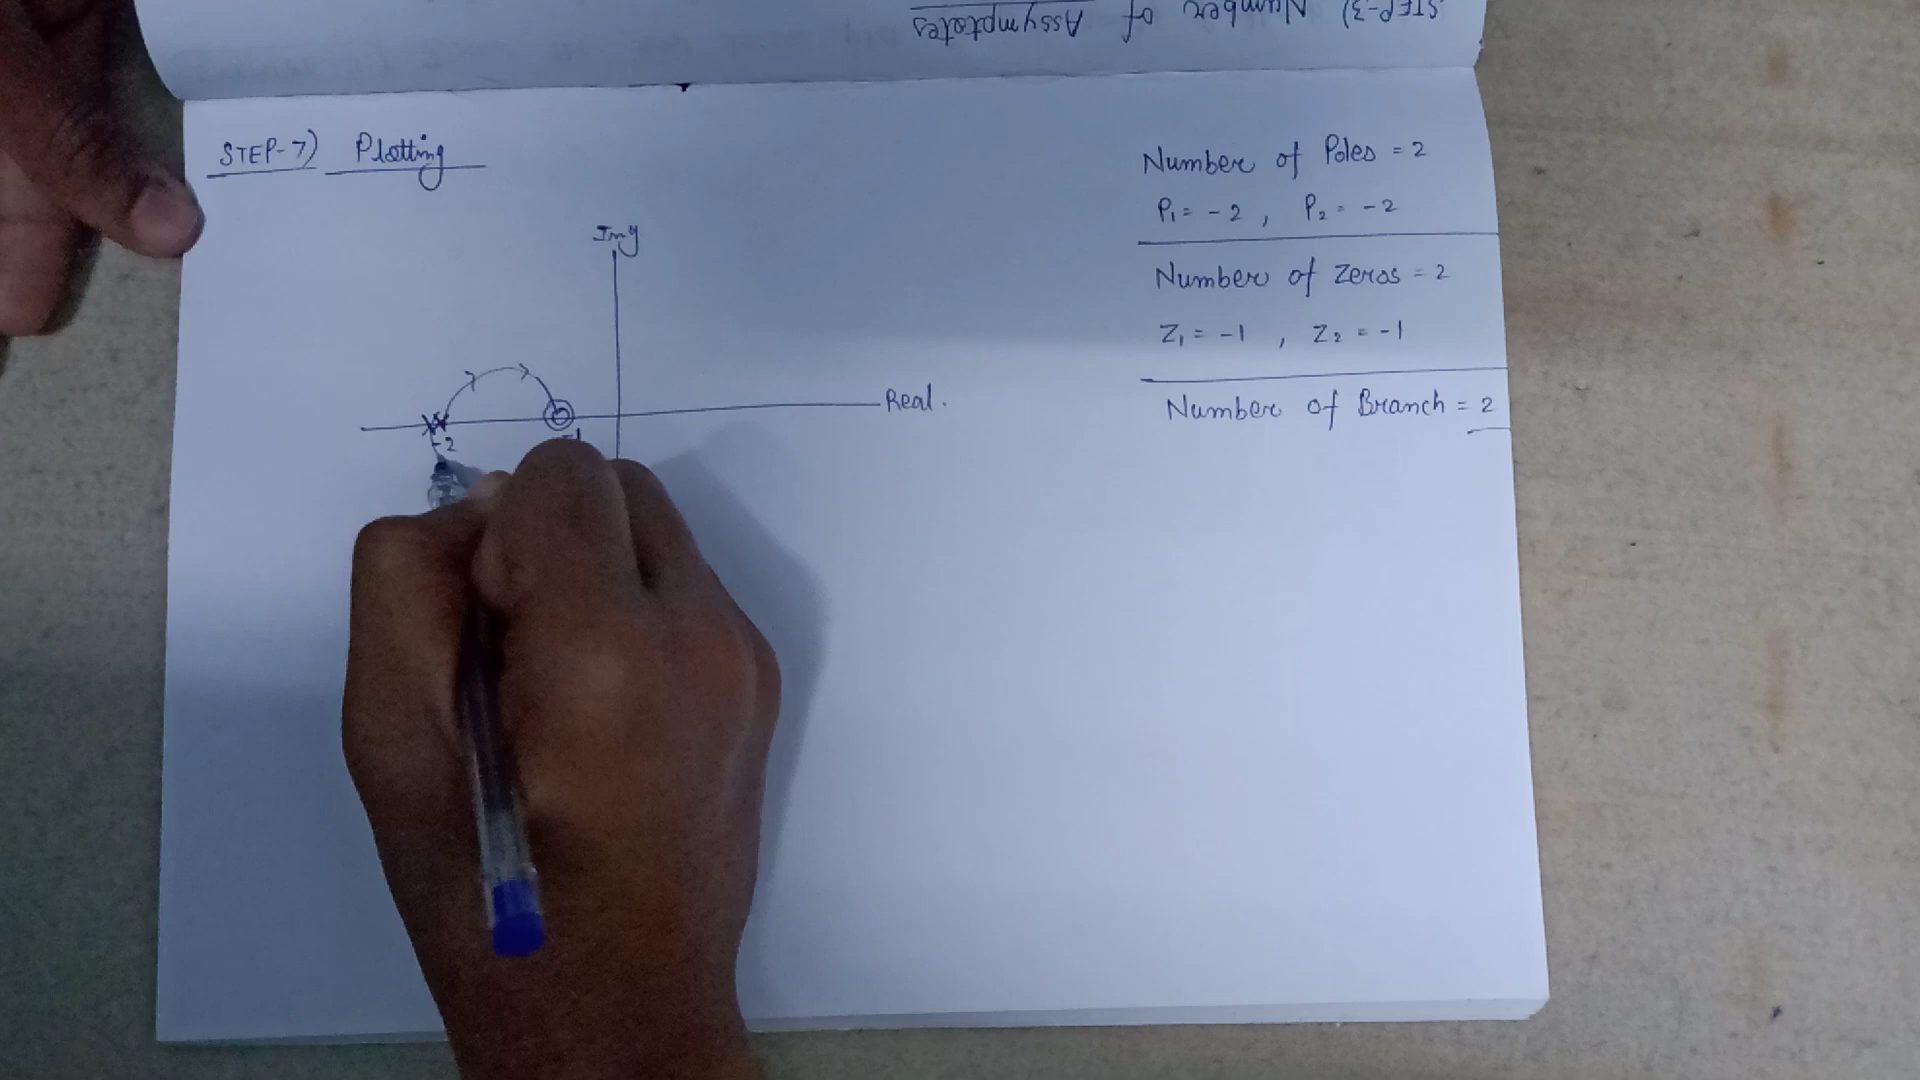 STEP-3) Number of Assymptotes
STEP-7) Plotting
Img
Real.
-2
-1
Number of Poles = 2
P₁ = -2 , P₂ = -2
Number of Zeros = 2
Z₁ = -1 , Z₂ = -1
Number of Branch = 2